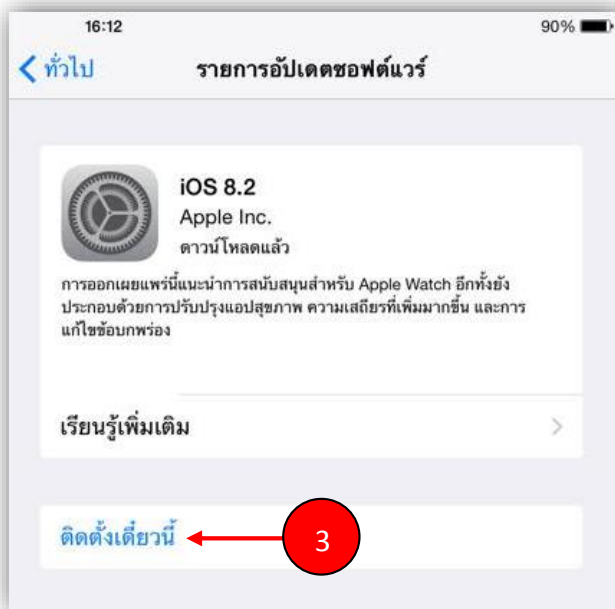 16:12 90%
ทั่วไป รายการอัปเดตซอฟต์แวร์
iOS 8.2
Apple Inc.
ดาวน์โหลดแล้ว
การออกเผยแพร่นี้แนะนำการสนับสนุนสำหรับ Apple Watch อีกทั้งยัง
ประกอบด้วยการปรับปรุงแอปสุขภาพ ความเสถียรที่เพิ่มมากขึ้น และการ
แก้ไขข้อบกพร่อง
เรียนรู้เพิ่มเติม
ติดตั้งเดี๋ยวนี้ 3